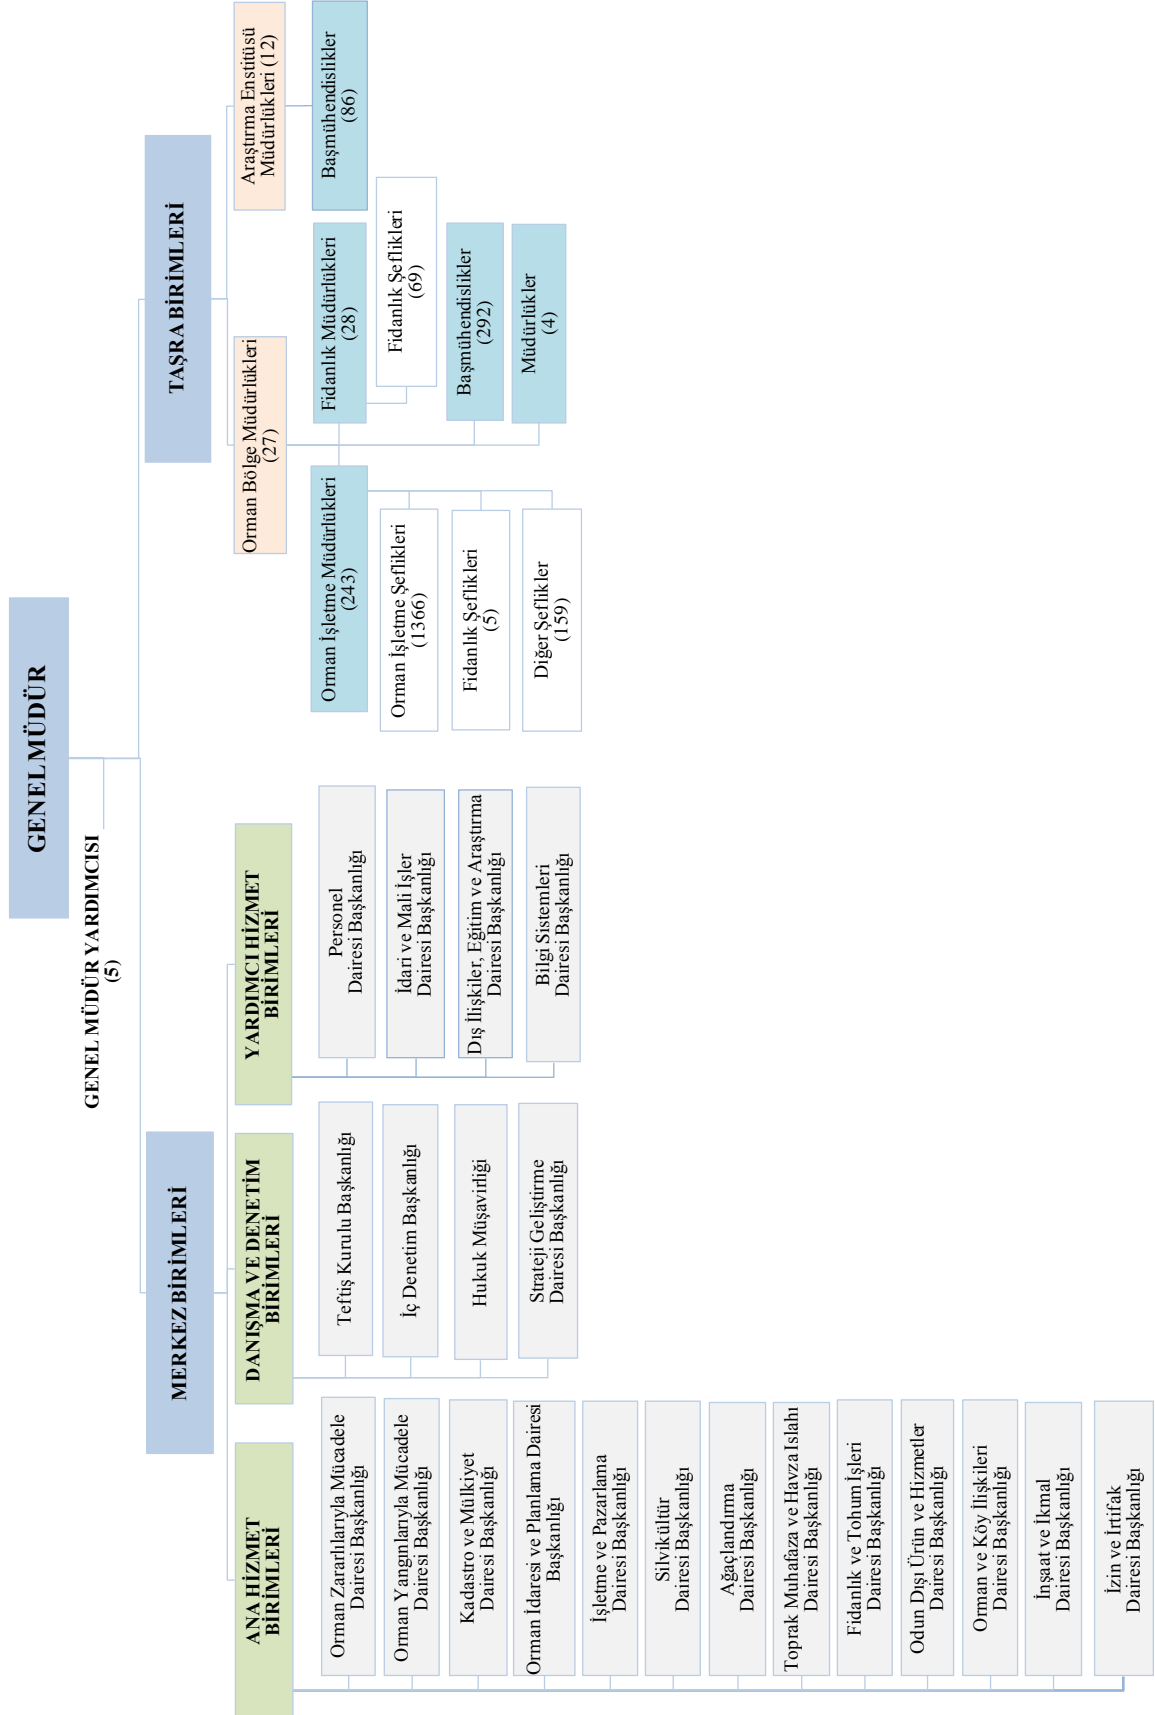 GENEL MÜDÜR
GENEL MÜDÜR YARDIMCISI
(5)
MERKEZ BİRİMLERİ
ANA HİZMET
BİRİMLERİ
Orman Zararlılarıyla Mücadele
Dairesi Başkanlığı
Orman Yangınlarıyla Mücadele
Dairesi Başkanlığı
Kadastro ve Mülkiyet
Dairesi Başkanlığı
Orman İdaresi ve Planlama Dairesi
Başkanlığı
İşletme ve Pazarlama
Dairesi Başkanlığı
Silvikültür
Dairesi Başkanlığı
Ağaçlandırma
Dairesi Başkanlığı
Toprak Muhafaza ve Havza Islahı
Dairesi Başkanlığı
Fidanlık ve Tohum İşleri
Dairesi Başkanlığı
Odun Dışı Ürün ve Hizmetler
Dairesi Başkanlığı
Orman ve Köy İlişkileri
Dairesi Başkanlığı
İnşaat ve İkmal
Dairesi Başkanlığı
İzin ve İrtifak
Dairesi Başkanlığı
DANIŞMA VE DENETİM
BİRİMLERİ
Teftiş Kurulu Başkanlığı
İç Denetim Başkanlığı
Hukuk Müşavirliği
Strateji Geliştirme
Dairesi Başkanlığı
YARDIMCI HİZMET
BİRİMLERİ
Personel
Dairesi Başkanlığı
İdari ve Mali İşler
Dairesi Başkanlığı
Dış İlişkiler, Eğitim ve Araştırma
Dairesi Başkanlığı
Bilgi Sistemleri
Dairesi Başkanlığı
TAŞRA BİRİMLERİ
Orman Bölge Müdürlükleri
(27)
Orman İşletme Müdürlükleri
(243)
Orman İşletme Şeflikleri
(1366)
Fidanlık Şeflikleri
(5)
Diğer Şeflikler
(159)
Fidanlık Müdürlükleri
(28)
Fidanlık Şeflikleri
(69)
Başmühendislikler
(292)
Müdürlükler
(4)
Araştırma Enstitüsü
Müdürlükleri (12)
Başmühendislikler
(86)